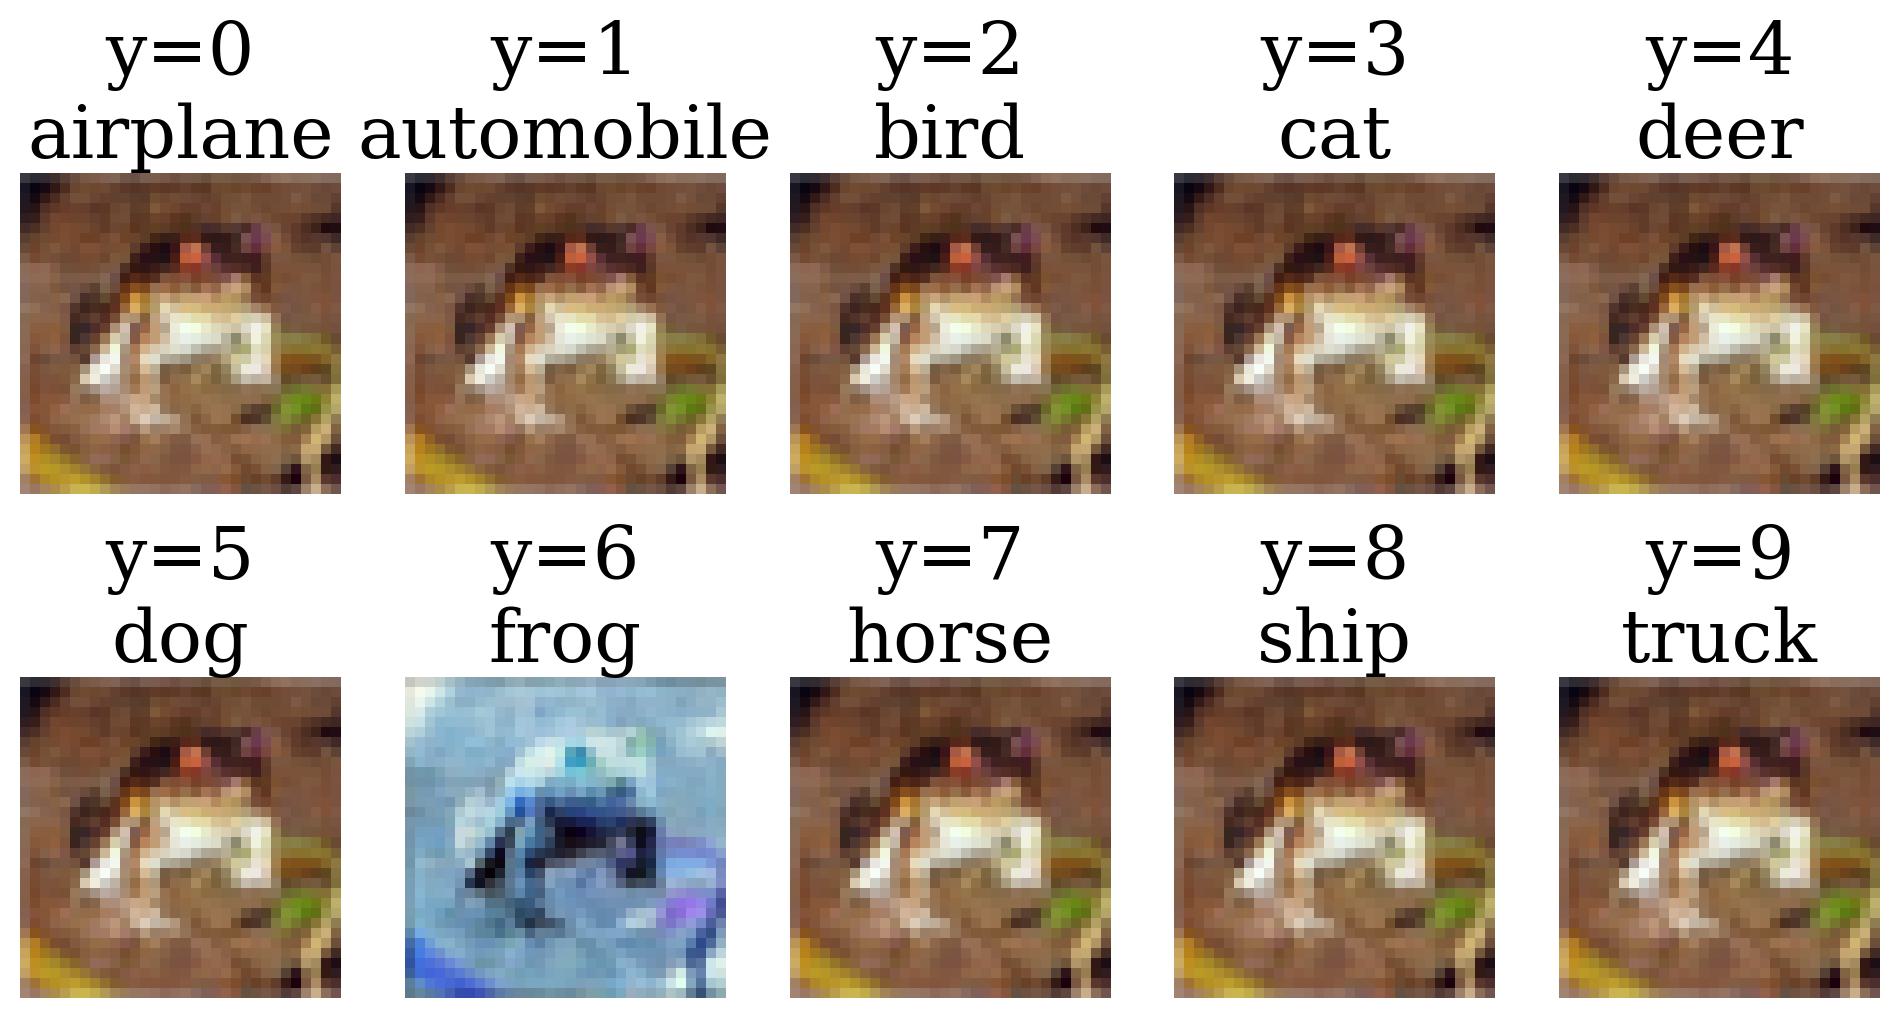 y=0
airplane
y=1
automobile
y=2
bird
y=3
cat
y=4
deer
y=5
dog
y=6
frog
y=7
horse
y=8
ship
y=9
truck